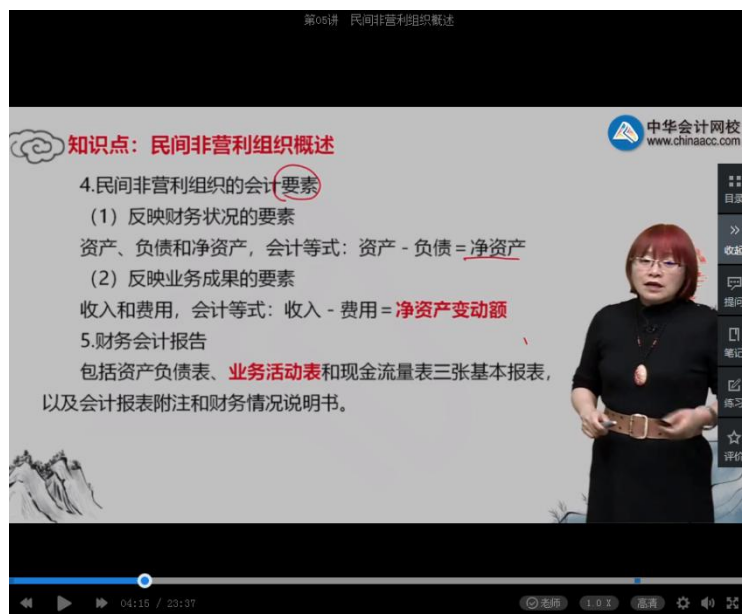 第05讲 民间非营利组织概述
中华会计网校
www.chinaacc.com
知识点：民间非营利组织概述
4.民间非营利组织的会计要素
（1）反映财务状况的要素
资产、负债和净资产，会计等式：资产 - 负债 = 净资产
（2）反映业务成果的要素
收入和费用，会计等式：收入 - 费用 = 净资产变动额
5.财务会计报告
包括资产负债表、业务活动表和现金流量表三张基本报表，
以及会计报表附注和财务情况说明书。
目录
收起
提问
笔记
练习
评价
04:15 / 23:37
老师
1.0 X
高清